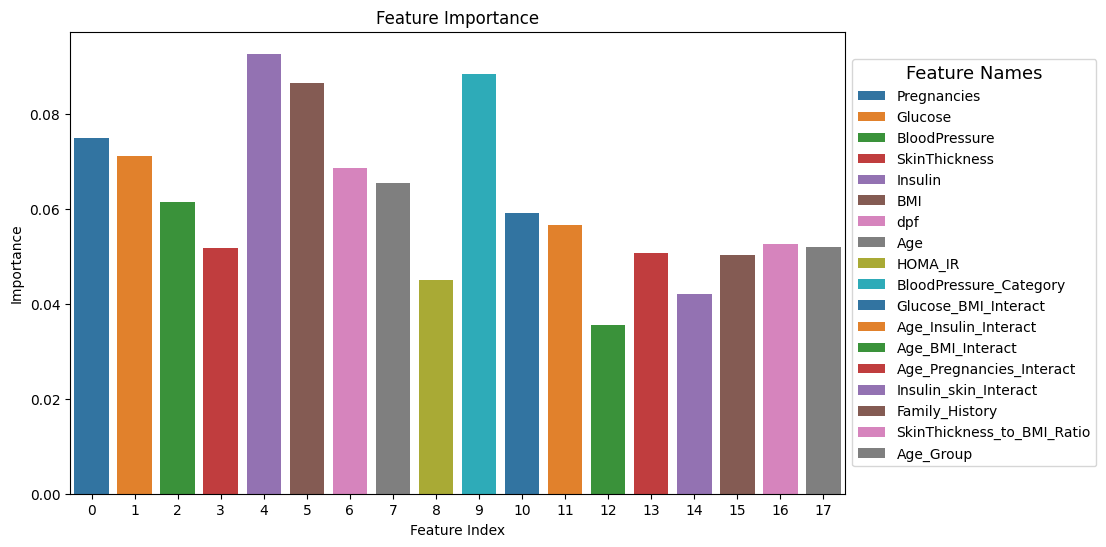 Feature Importance
Importance
0.08
0.06
0.04
0.02
0.00
0 1 2 3 4 5 6 7 8 9 10 11 12 13 14 15 16 17
Feature Index
Feature Names
Pregnancies
Glucose
BloodPressure
SkinThickness
Insulin
BMI
dpf
Age
HOMA_IR
BloodPressure_Category
Glucose_BMI_Interact
Age_Insulin_Interact
Age_BMI_Interact
Age_Pregnancies_Interact
Insulin_skin_Interact
Family_History
SkinThickness_to_BMI_Ratio
Age_Group